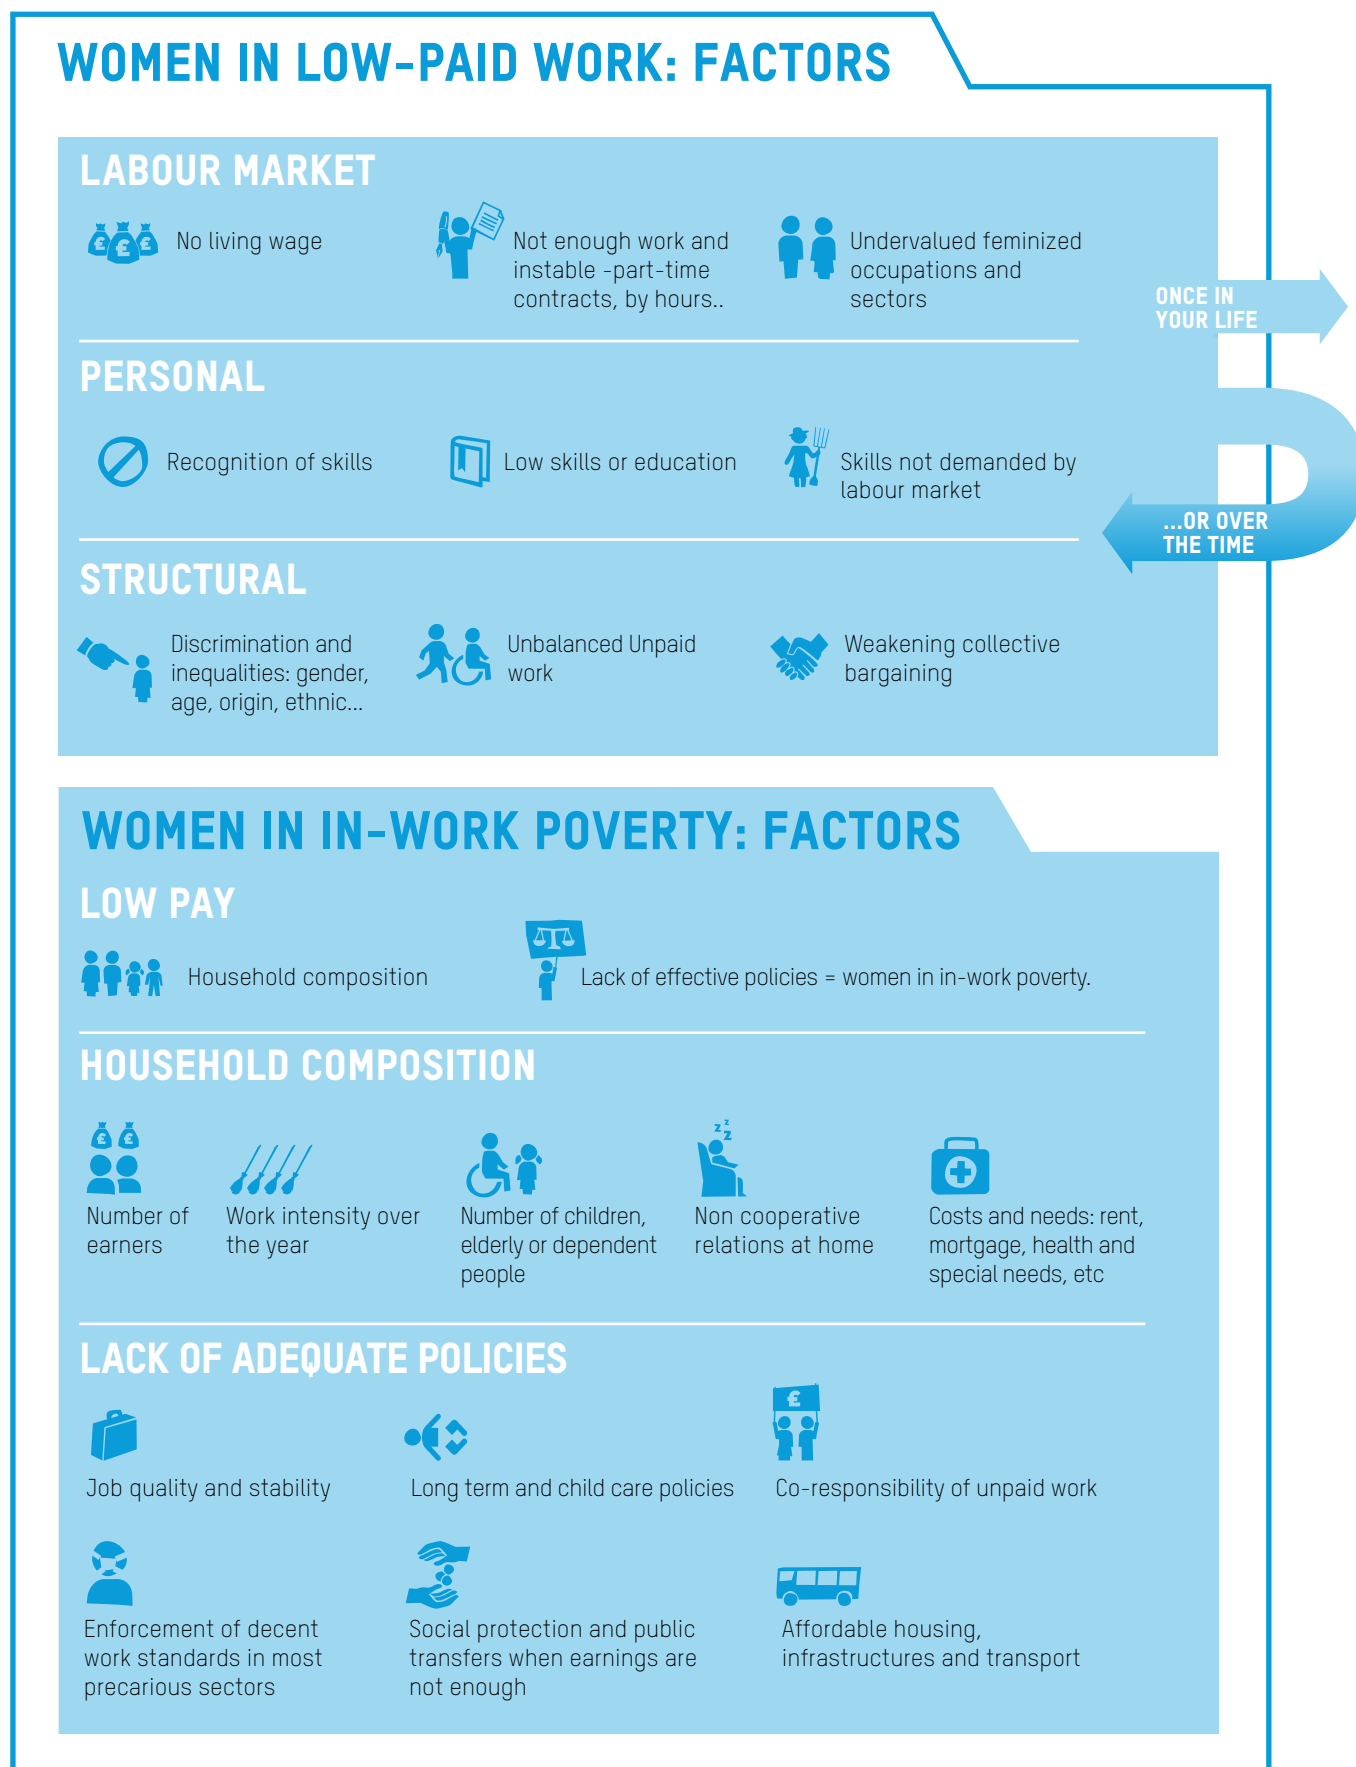 WOMEN IN LOW-PAID WORK: FACTORS
LABOUR MARKET
No living wage
Not enough work and
instable -part-time
contracts, by hours..
Undervalued feminized
occupations and
sectors
ONCE IN
YOUR LIFE
PERSONAL
Recognition of skills
Low skills or education
Skills not demanded by
labour market
...OR OVER
THE TIME
STRUCTURAL
Discrimination and
inequalities: gender,
age, origin, ethnic...
Unbalanced Unpaid
work
Weakening collective
bargaining
WOMEN IN IN-WORK POVERTY: FACTORS
LOW PAY
Household composition
Lack of effective policies = women in in-work poverty.
HOUSEHOLD COMPOSITION
Number of
earners
Work intensity over
the year
Number of children,
elderly or dependent
people
Non cooperative
relations at home
Costs and needs: rent,
mortgage, health and
special needs, etc
LACK OF ADEQUATE POLICIES
Job quality and stability
Long term and child care policies
Co-responsibility of unpaid work
Enforcement of decent
work standards in most
precarious sectors
Social protection and public
transfers when earnings are
not enough
Affordable housing,
infrastructures and transport